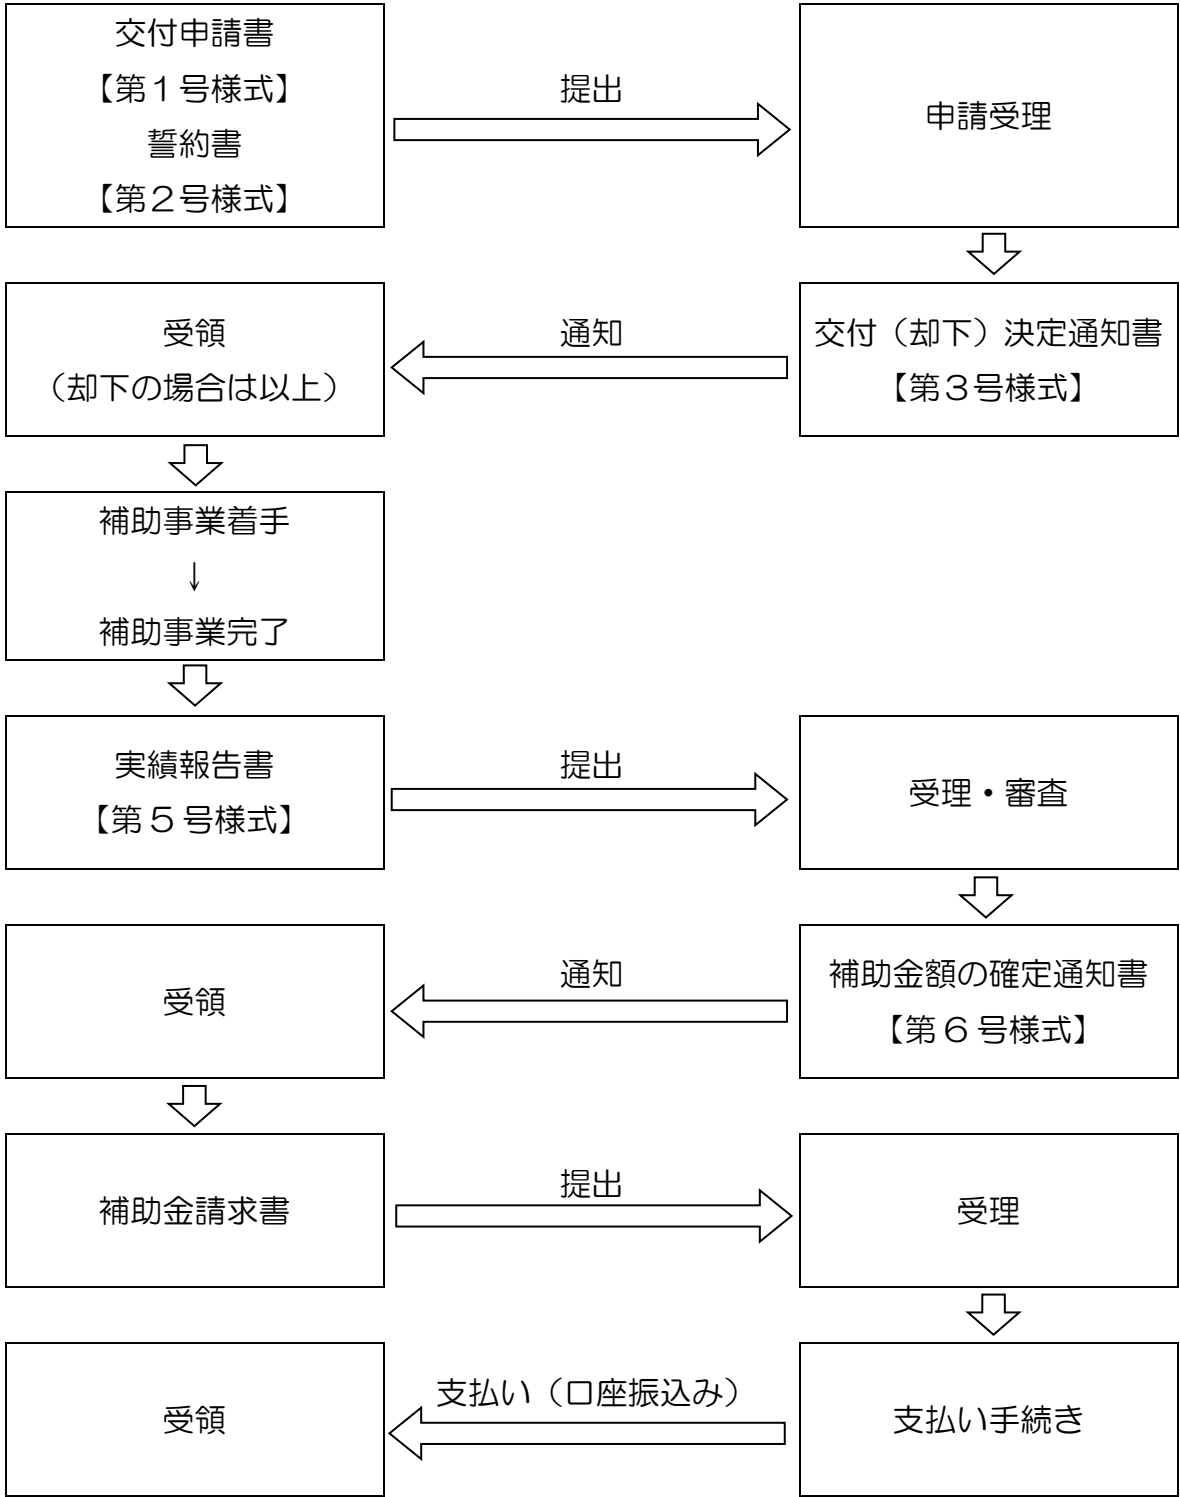 交付申請書
【第１号様式】
誓約書
【第２号様式】
提出
申請受理
受領
（却下の場合は以上）
通知
交付（却下）決定通知書
【第３号様式】
補助事業着手
↓
補助事業完了
実績報告書
【第５号様式】
提出
受理・審査
受領
通知
補助金額の確定通知書
【第６号様式】
補助金請求書
提出
受理
受領
支払い（口座振込み）
支払い手続き